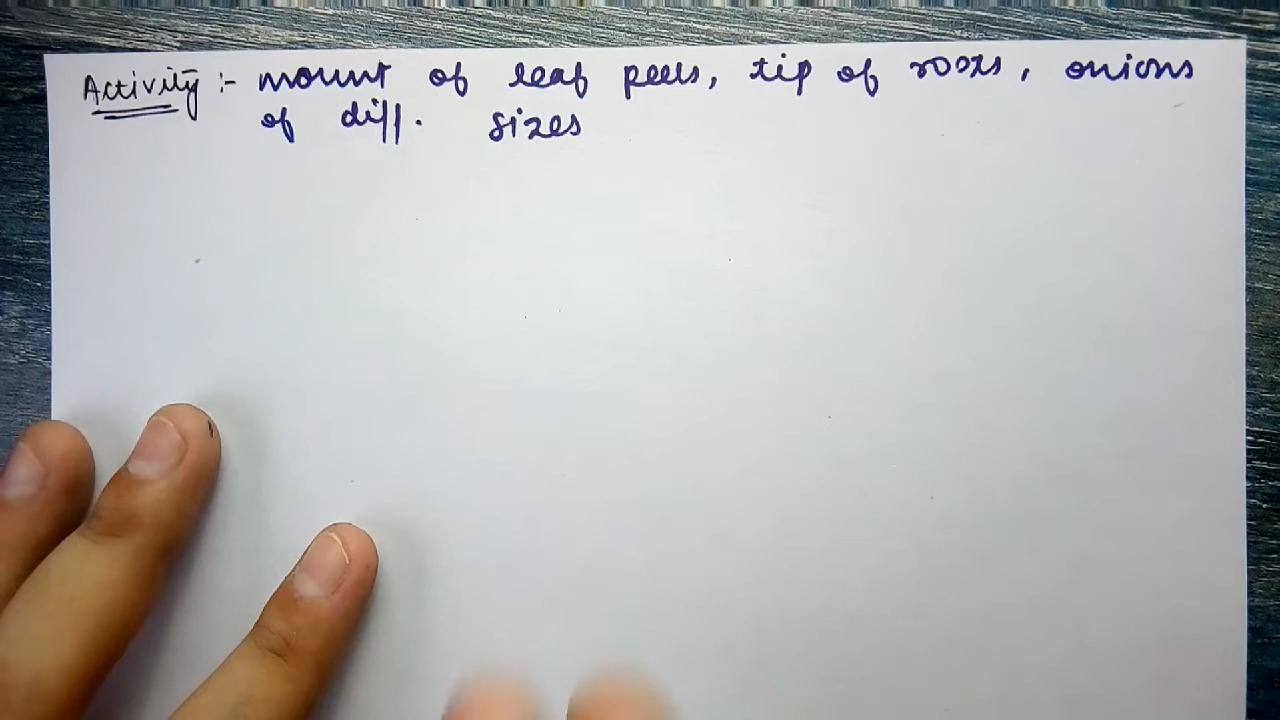 Activity :- mount of leaf peels, tip of roots, onions
of diff. sizes